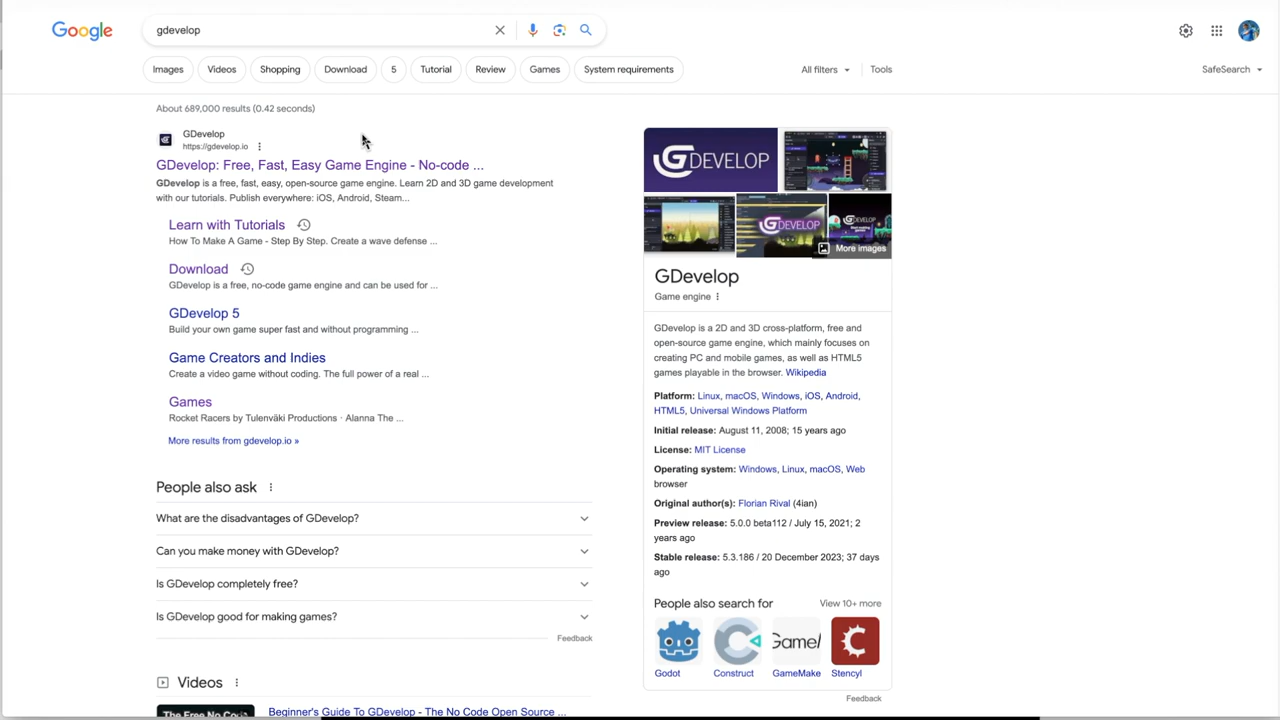 Google
gdevelop
Images
Videos
Shopping
Download
5
Tutorial
Review
Games
System requirements
All filters
Tools
SafeSearch
About 689,000 results (0.42 seconds)
GDevelop
https://gdevelop.io
GDevelop: Free, Fast, Easy Game Engine - No-code ...
GDevelop is a free, fast, easy, open-source game engine. Learn 2D and 3D game development
with our tutorials. Publish everywhere: iOS, Android, Steam...
Learn with Tutorials
How To Make A Game - Step By Step. Create a wave defense ...
Download
GDevelop is a free, no-code game engine and can be used for ...
GDevelop 5
Build your own game super fast and without programming ...
Game Creators and Indies
Create a video game without coding. The full power of a real ...
Games
Rocket Racers by Tulenväki Productions · Alanna The ...
More results from gdevelop.io »
People also ask
What are the disadvantages of GDevelop?
Can you make money with GDevelop?
Is GDevelop completely free?
Is GDevelop good for making games?
Feedback
Videos
The Free No Co
Beginner's Guide To GDevelop - The No Code Open Source ...
GDEVELOP
GDEVELOP
GDEVELOP
More images
GDevelop
Game engine
GDevelop is a 2D and 3D cross-platform, free and
open-source game engine, which mainly focuses on
creating PC and mobile games, as well as HTML5
games playable in the browser. Wikipedia
Platform: Linux, macOS, Windows, iOS, Android,
HTML5, Universal Windows Platform
Initial release: August 11, 2008; 15 years ago
License: MIT License
Operating system: Windows, Linux, macOS, Web
browser
Original author(s): Florian Rival (4ian)
Preview release: 5.0.0 beta112 / July 15, 2021; 2
years ago
Stable release: 5.3.186 / 20 December 2023; 37 days
ago
People also search for
View 10+ more
GameM
Godot
Construct
GameMake
Stencyl
Feedback